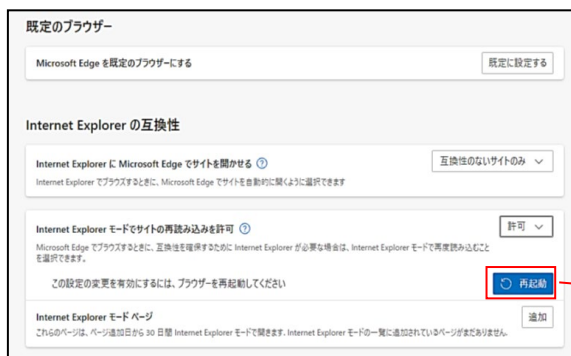 既定のブラウザー
Microsoft Edge を既定のブラウザーにする
既定に設定する
Internet Explorer の互換性
Internet Explorer に Microsoft Edge でサイトを開かせる
互換性のないサイトのみ
Internet Explorer でブラウズするときに、Microsoft Edge でサイトを自動的に開くように選択できます
Internet Explorer モードでサイトの再読み込みを許可
許可
Microsoft Edge でブラウズするときに、互換性を確保するために Internet Explorer が必要な場合は、Internet Explorer モードで再度読み込むこと
を選択できます。
この設定の変更を有効にするには、ブラウザーを再起動してください
再起動
Internet Explorer モード ページ
追加
これらのページは、ページ追加日から 30 日間 Internet Explorer モードで開きます. Internet Explorer モードの一覧に追加されているページがまだありません。